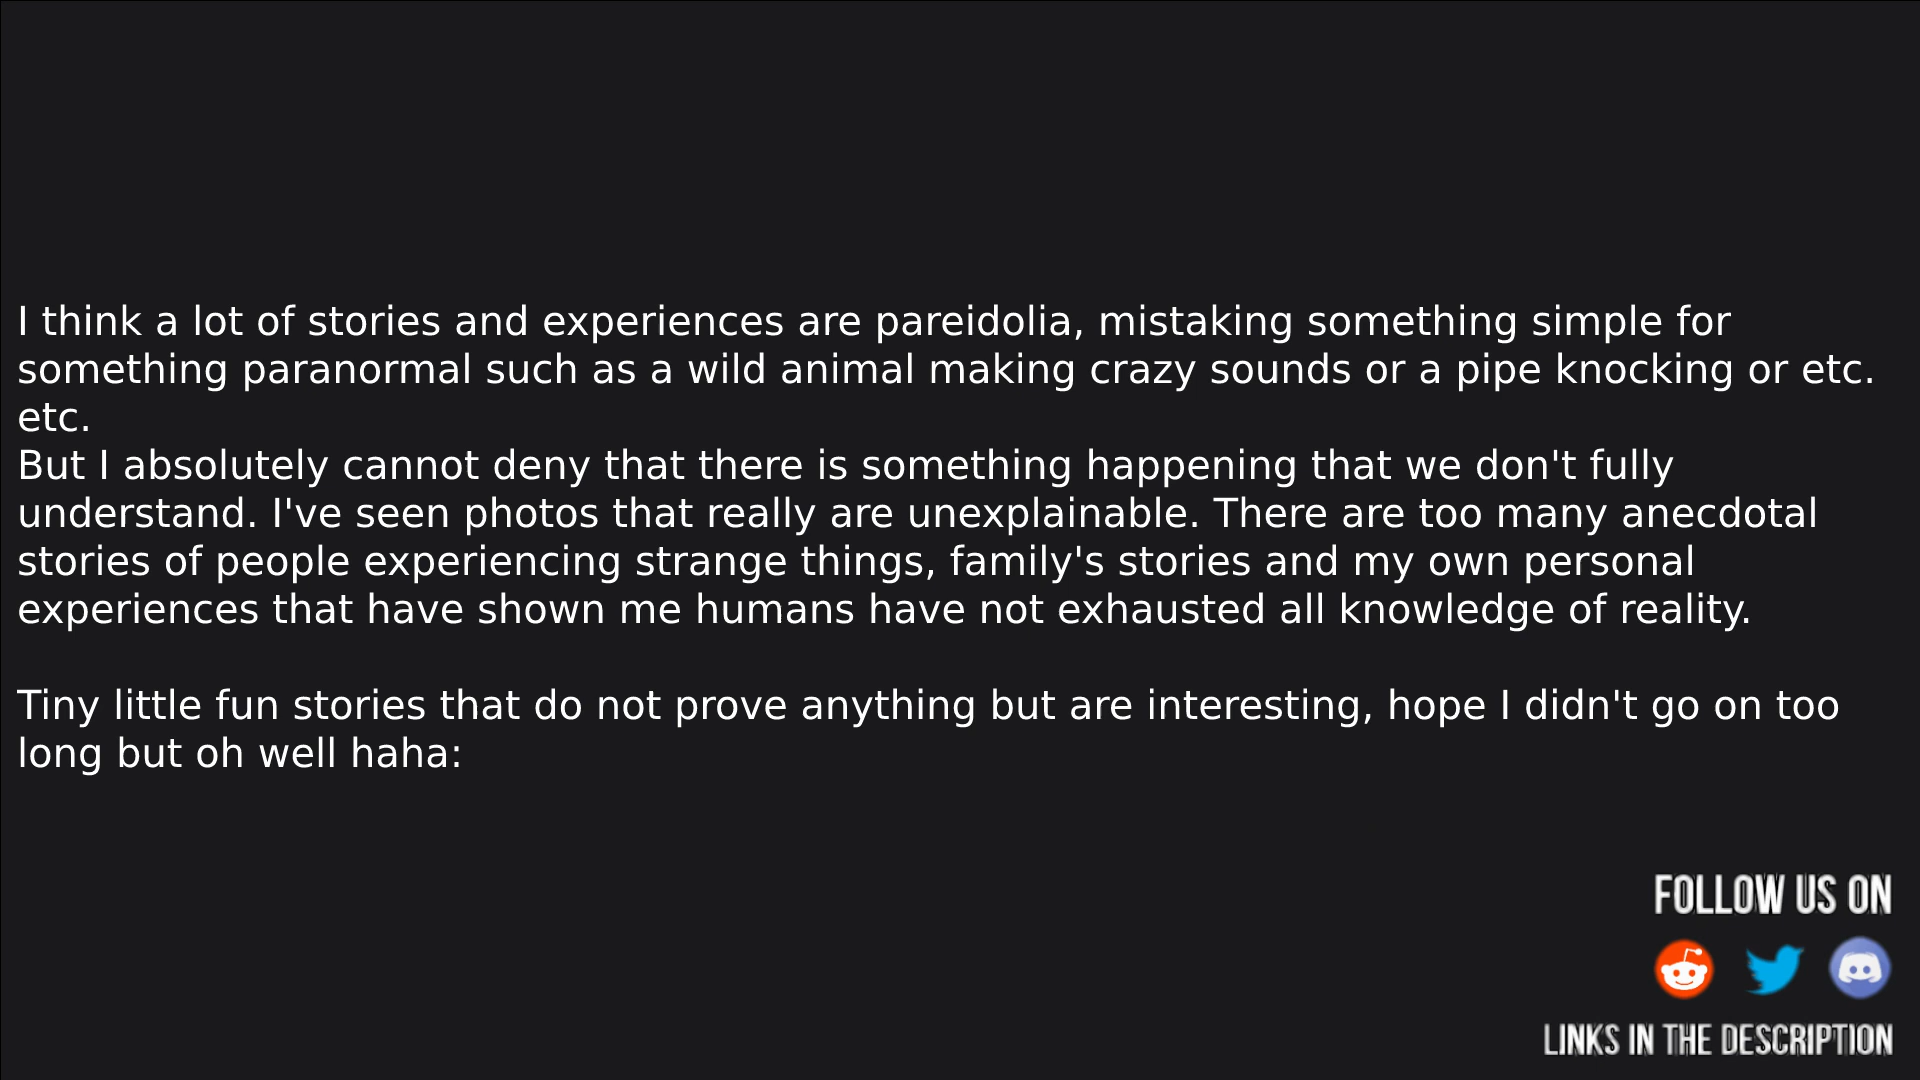 I think a lot of stories and experiences are pareidolia, mistaking something simple for
something paranormal such as a wild animal making crazy sounds or a pipe knocking or etc.
etc.
But I absolutely cannot deny that there is something happening that we don't fully
understand. I've seen photos that really are unexplainable. There are too many anecdotal
stories of people experiencing strange things, family's stories and my own personal
experiences that have shown me humans have not exhausted all knowledge of reality.
Tiny little fun stories that do not prove anything but are interesting, hope I didn't go on too
long but oh well haha:
FOLLOW US ON
LINKS IN THE DESCRIPTION